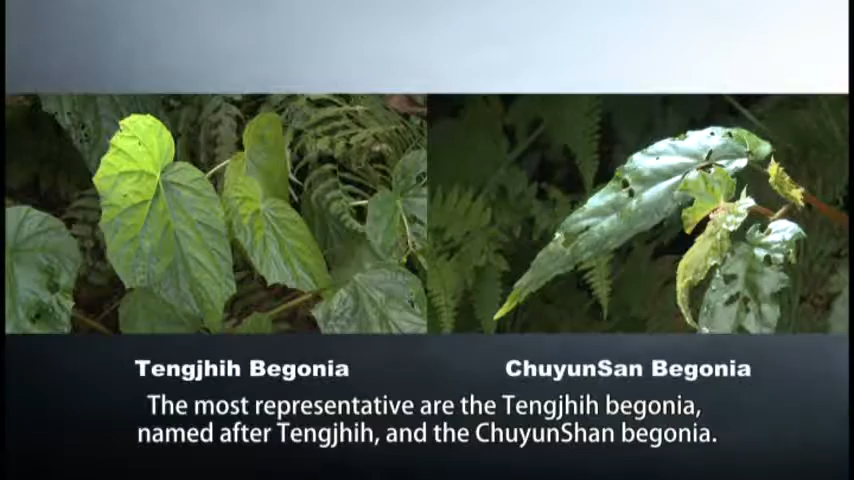 Tengjhih Begonia
ChuyunSan Begonia
The most representative are the Tengjhih begonia,
named after Tengjhih, and the ChuyunShan begonia.